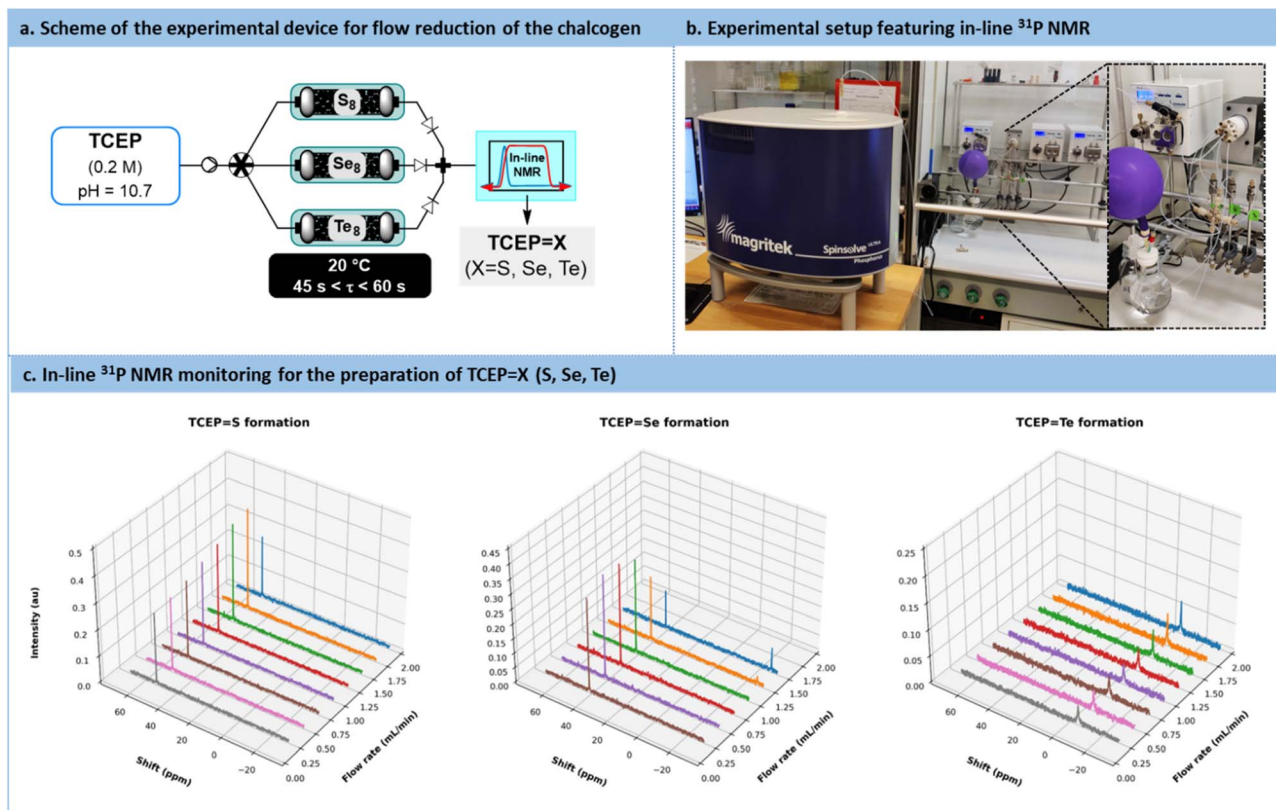 a. Scheme of the experimental device for flow reduction of the chalcogen
b. Experimental setup featuring in-line ³¹P NMR
TCEP
(0.2 M)
pH = 10.7
S₈
Se₈
Te₈
20 °C
45 s < τ < 60 s
In-line
NMR
TCEP=X
(X=S, Se, Te)
magritek
Spinsolve ULTRA
Phosphorus
c. In-line ³¹P NMR monitoring for the preparation of TCEP=X (S, Se, Te)
TCEP=S formation
Intensity (au)
0.5
0.4
0.3
0.2
0.1
0.0
60
40
20
0
−20
Shift (ppm)
0.00
0.25
0.50
0.75
1.00
1.25
1.50
1.75
2.00
Flow rate (mL/min)
TCEP=Se formation
0.45
0.40
0.35
0.30
0.25
0.20
0.15
0.10
0.05
0.00
60
40
20
0
−20
Shift (ppm)
0.00
0.25
0.50
0.75
1.00
1.25
1.50
1.75
2.00
Flow rate (mL/min)
TCEP=Te formation
0.25
0.20
0.15
0.10
0.05
0.00
60
40
20
0
−20
Shift (ppm)
0.00
0.25
0.50
0.75
1.00
1.25
1.50
1.75
2.00
Flow rate (mL/min)